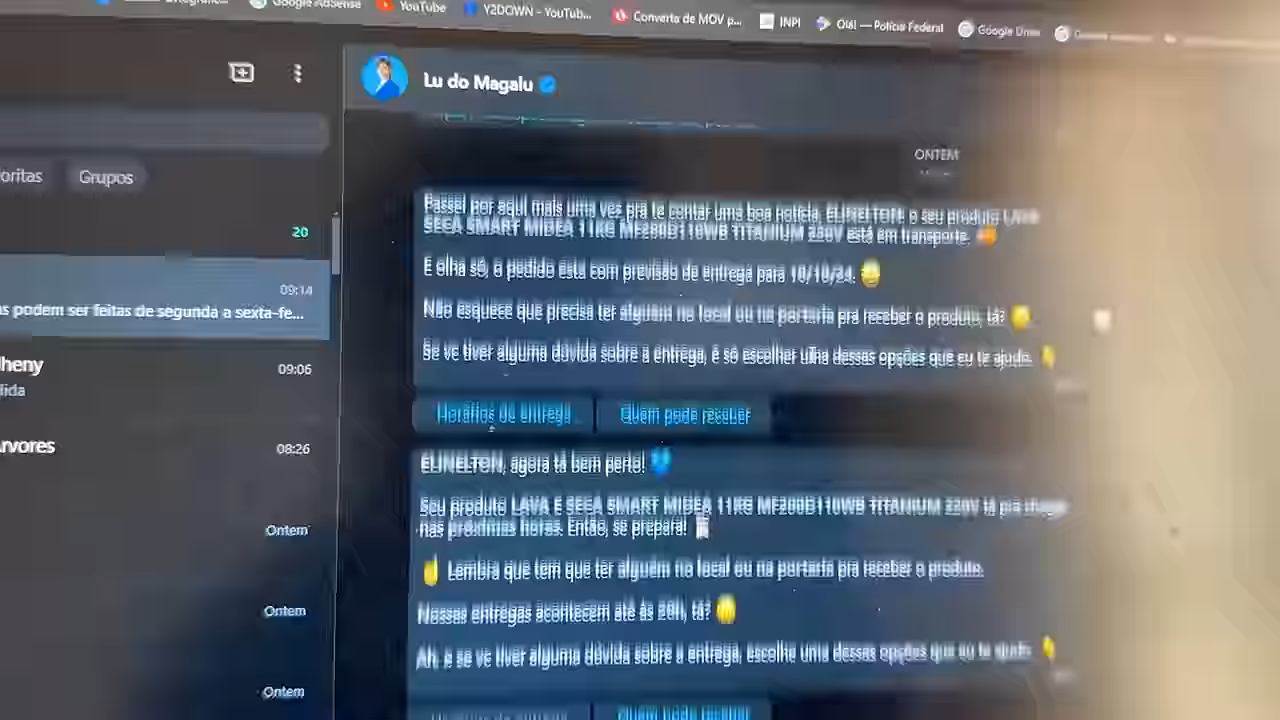 Google AdSense
YouTube
Y2DOWN - YouTub...
Converta de MOV p...
INPI
Olá! — Polícia Federal
Google Drive
Lu do Magalu
oritas
Grupos
ONTEM
20
Passei por aqui mais uma vez pra te contar uma boa notícia, ELINELTON: o seu produto LAVA
SECA SMART MIDEA 11KG MF200D110WB TITANIUM 220V está em transporte.
09:14
E olha só, o pedido está com previsão de entrega para
s podem ser feitas de segunda a sexta-fe...
Não esquece que precisa ter alguém no local ou na portaria pra receber o produto, tá?
Se vc tiver alguma dúvida sobre a entrega, é só escolher uma dessas opções que eu te ajudo.
heny
09:06
lida
Horários de entrega
Quem pode receber
rvores
08:26
ELINELTON, agora tá bem perto!
Seu produto LAVA E SECA SMART MIDEA 11KG MF200D110WB TITANIUM 220V tá pra chegar
nas próximas horas. Então, se prepara!
Ontem
Lembra que tem que ter alguém no local ou na portaria pra receber o produto.
Ontem
Nossas entregas acontecem até às 20h, tá?
Ah, e se vc tiver alguma dúvida sobre a entrega, escolhe uma dessas opções que eu te ajudo.
Ontem
Quem pode receber